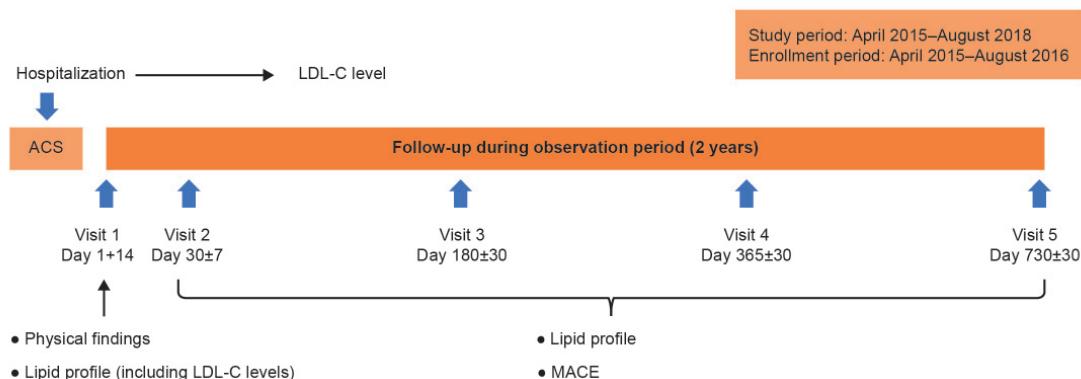 Study period: April 2015–August 2018
Enrollment period: April 2015–August 2016
Hospitalization
LDL-C level
ACS
Follow-up during observation period (2 years)
Visit 1
Day 1+14
Visit 2
Day 30±7
Visit 3
Day 180±30
Visit 4
Day 365±30
Visit 5
Day 730±30
● Physical findings
● Lipid profile (including LDL-C levels)
● Lipid profile
● MACE